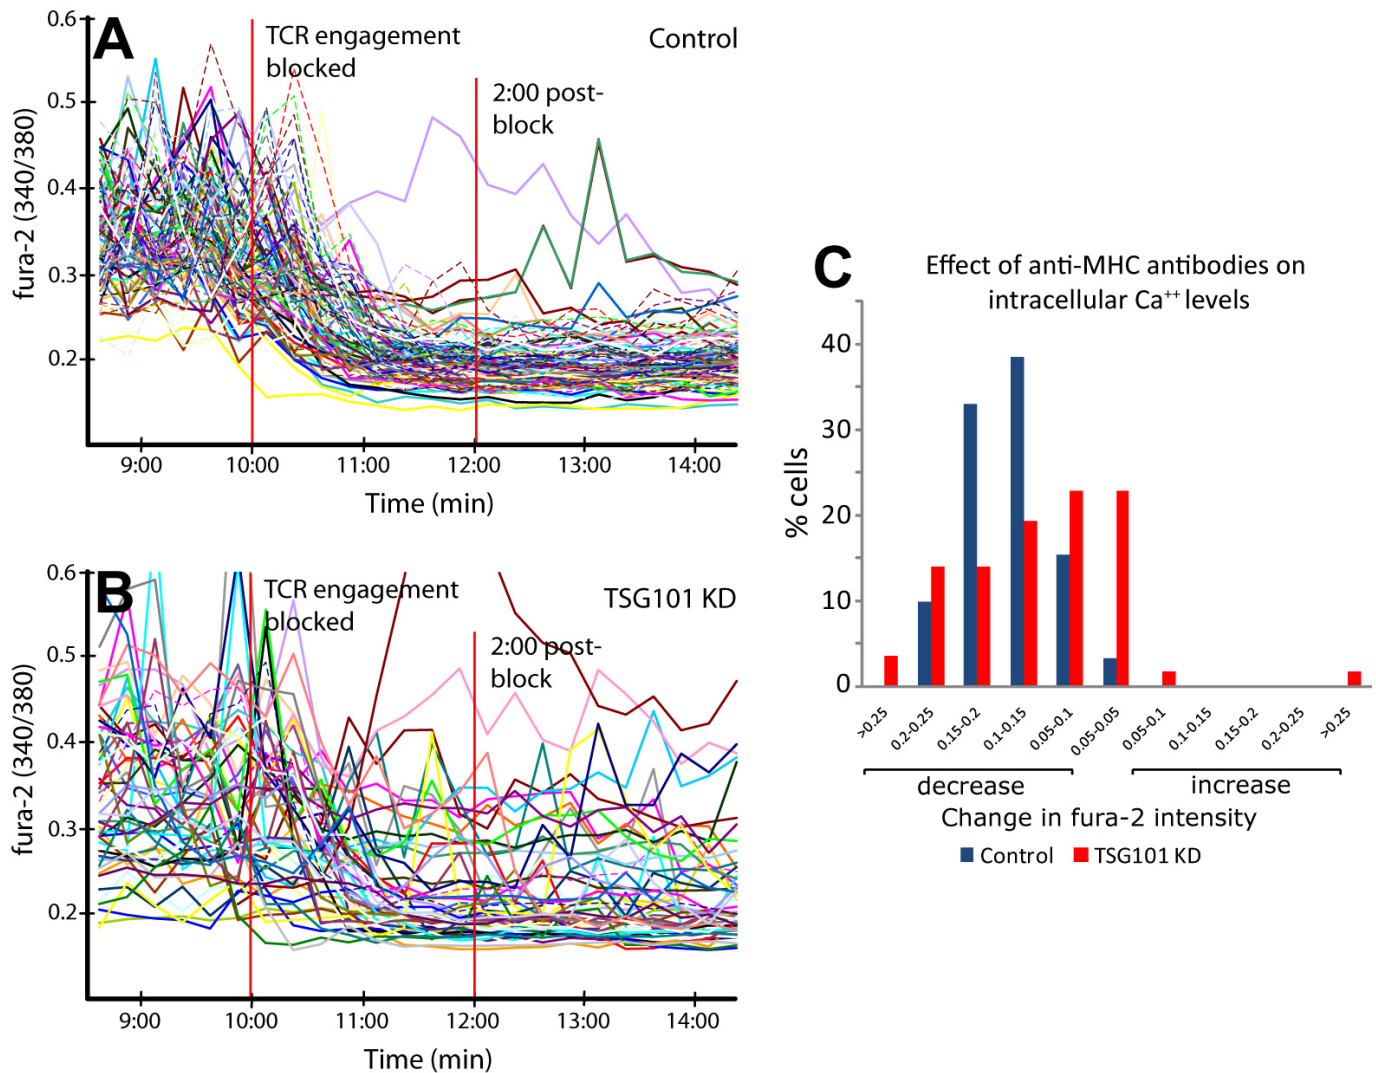 A
TCR engagement
blocked
Control
2:00 post-
block
0.6
0.5
0.4
0.3
0.2
fura-2 (340/380)
9:00
10:00
11:00
12:00
13:00
14:00
Time (min)
B
TCR engagement
blocked
TSG101 KD
2:00 post-
block
0.6
0.5
0.4
0.3
0.2
fura-2 (340/380)
9:00
10:00
11:00
12:00
13:00
14:00
Time (min)
C
Effect of anti-MHC antibodies on
intracellular Ca++ levels
40
30
20
10
0
% cells
>0.25
0.2-0.25
0.15-0.2
0.1-0.15
0.05-0.1
0.05-0.05
0.05-0.1
0.1-0.15
0.15-0.2
0.2-0.25
>0.25
decrease
increase
Change in fura-2 intensity
Control
TSG101 KD